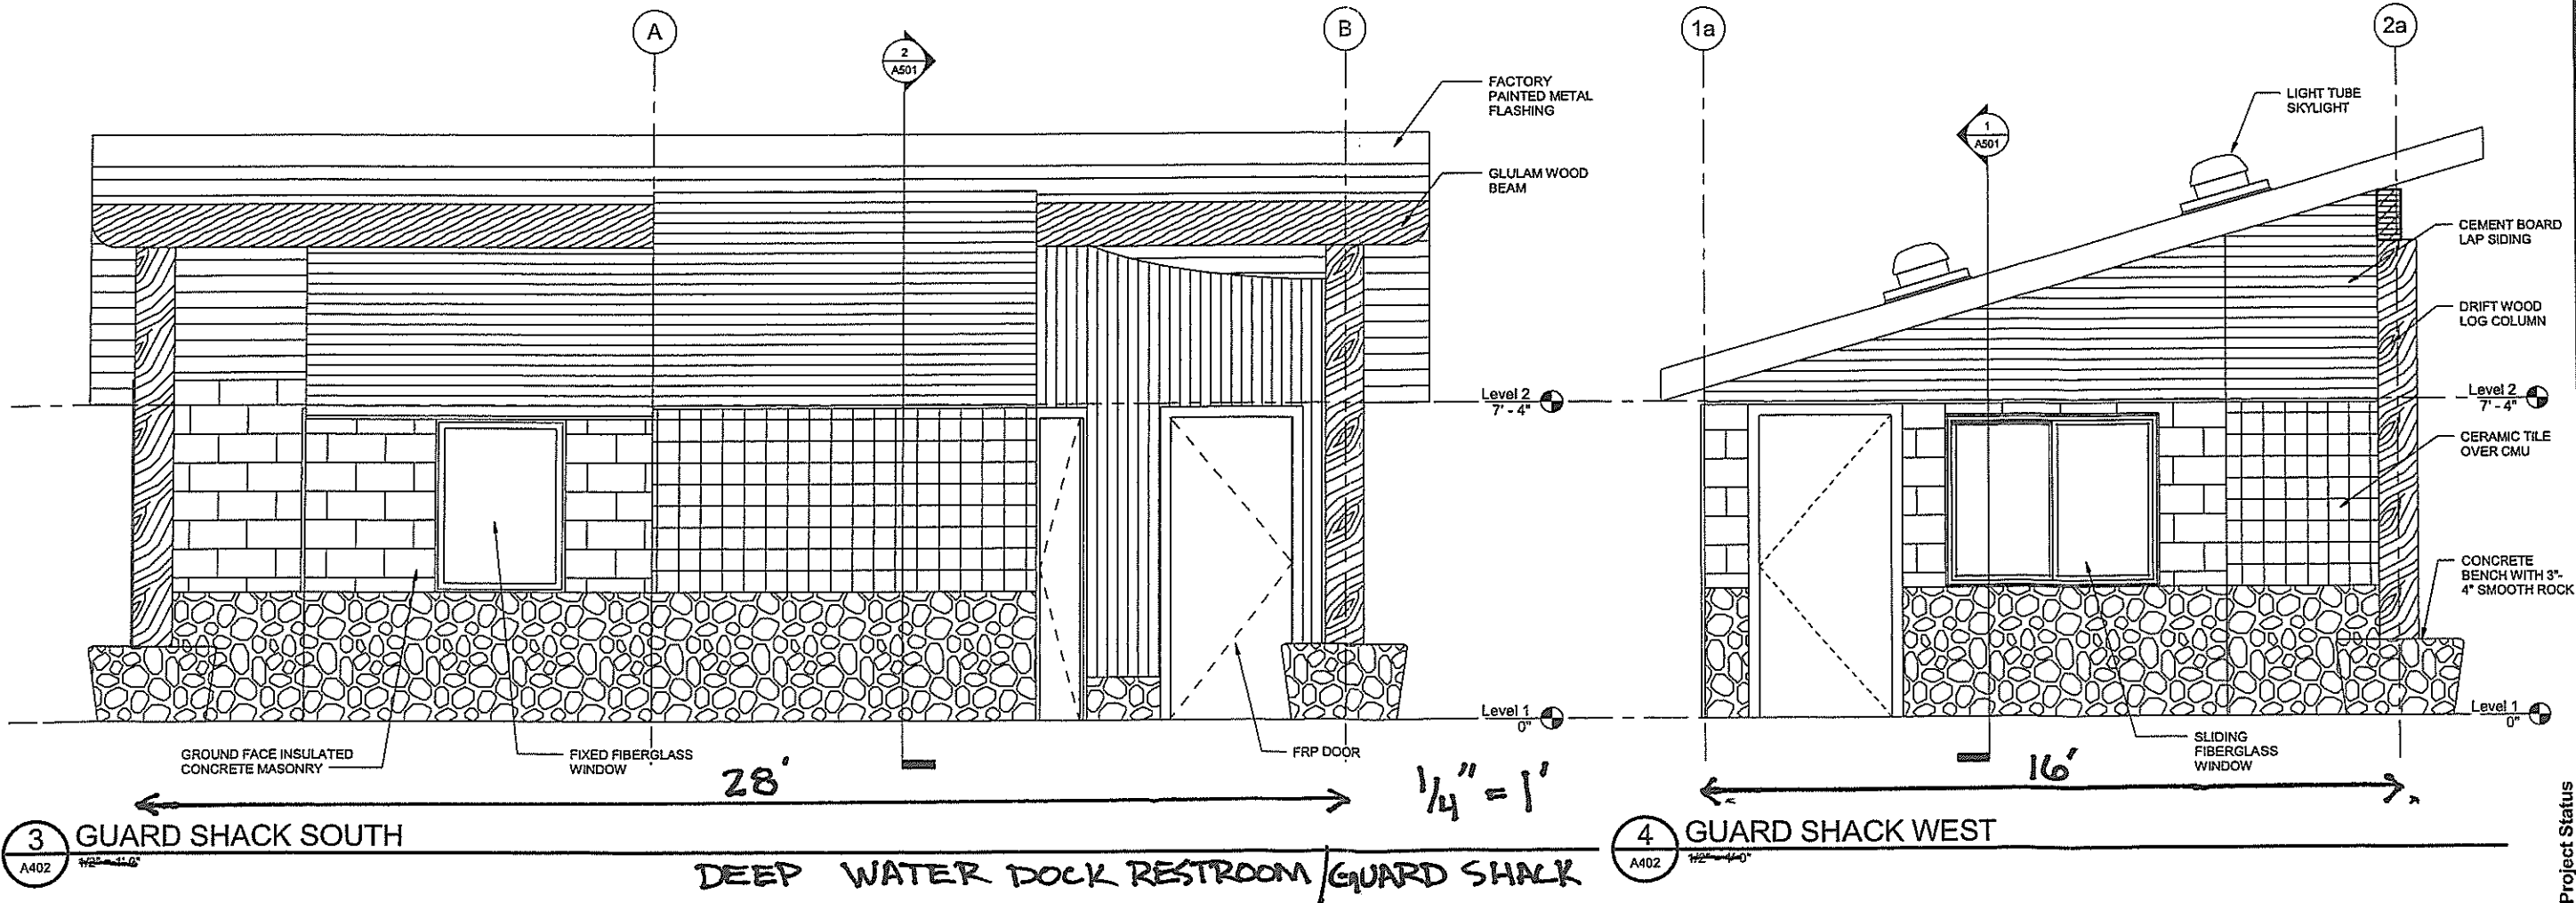 A
2
A501
B
FACTORY
PAINTED METAL
FLASHING
GLULAM WOOD
BEAM
Level 2
7' - 4"
Level 1
0"
GROUND FACE INSULATED
CONCRETE MASONRY
FIXED FIBERGLASS
WINDOW
FRP DOOR
28'
1/4" = 1'
3
A402
GUARD SHACK SOUTH
1/2" = 1'-0"
1a
2a
1
A501
LIGHT TUBE
SKYLIGHT
CEMENT BOARD
LAP SIDING
DRIFT WOOD
LOG COLUMN
Level 2
7' - 4"
CERAMIC TILE
OVER CMU
CONCRETE
BENCH WITH 3"-
4" SMOOTH ROCK
Level 1
0"
SLIDING
FIBERGLASS
WINDOW
16'
4
A402
GUARD SHACK WEST
DEEP WATER DOCK RESTROOM/GUARD SHACK
Project Status